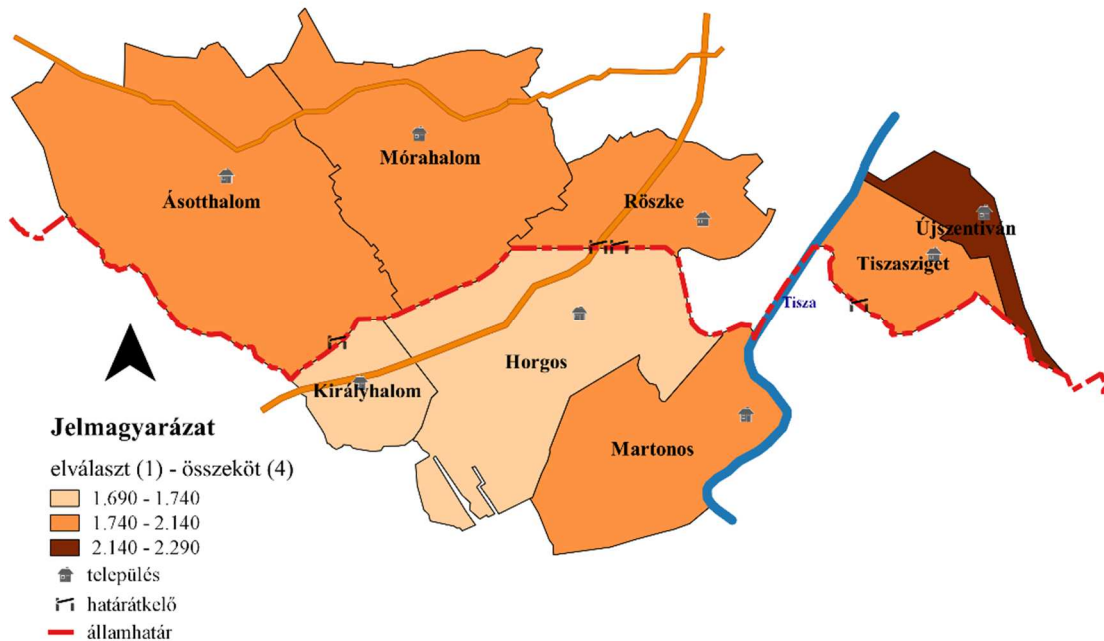 Mórahalom
Ásotthalom
Röszke
Újszentiván
Tiszasziget
Tisza
Horgos
Királyhalom
Martonos
Jelmagyarázat
elválaszt (1) - összeköt (4)
1.690 - 1.740
1.740 - 2.140
2.140 - 2.290
település
határátkelő
államhatár